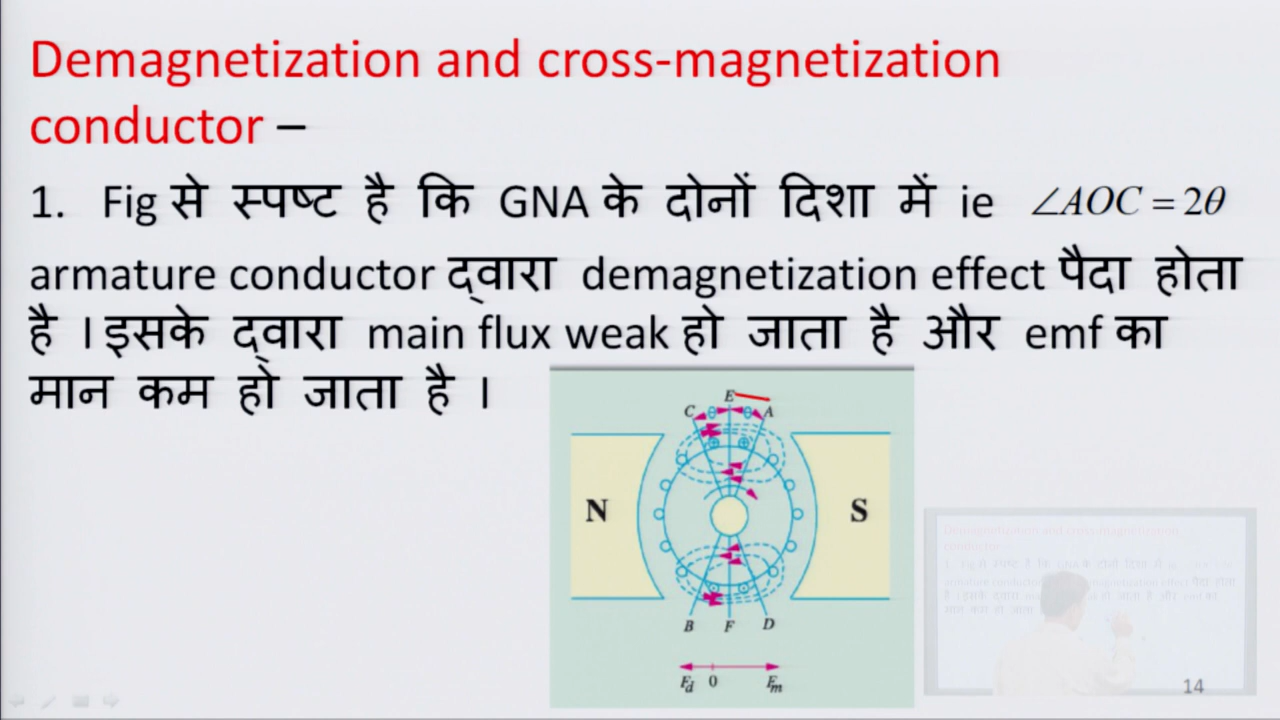 Demagnetization and cross-magnetization
conductor –
1. Fig से स्पष्ट है कि GNA के दोनों दिशा में ie ∠AOC = 2θ
armature conductor द्वारा demagnetization effect पैदा होता
है । इसके द्वारा main flux weak हो जाता है और emf का
मान कम हो जाता है ।
E
C θ θ A
N S
B F D
Fd 0 Fm
14